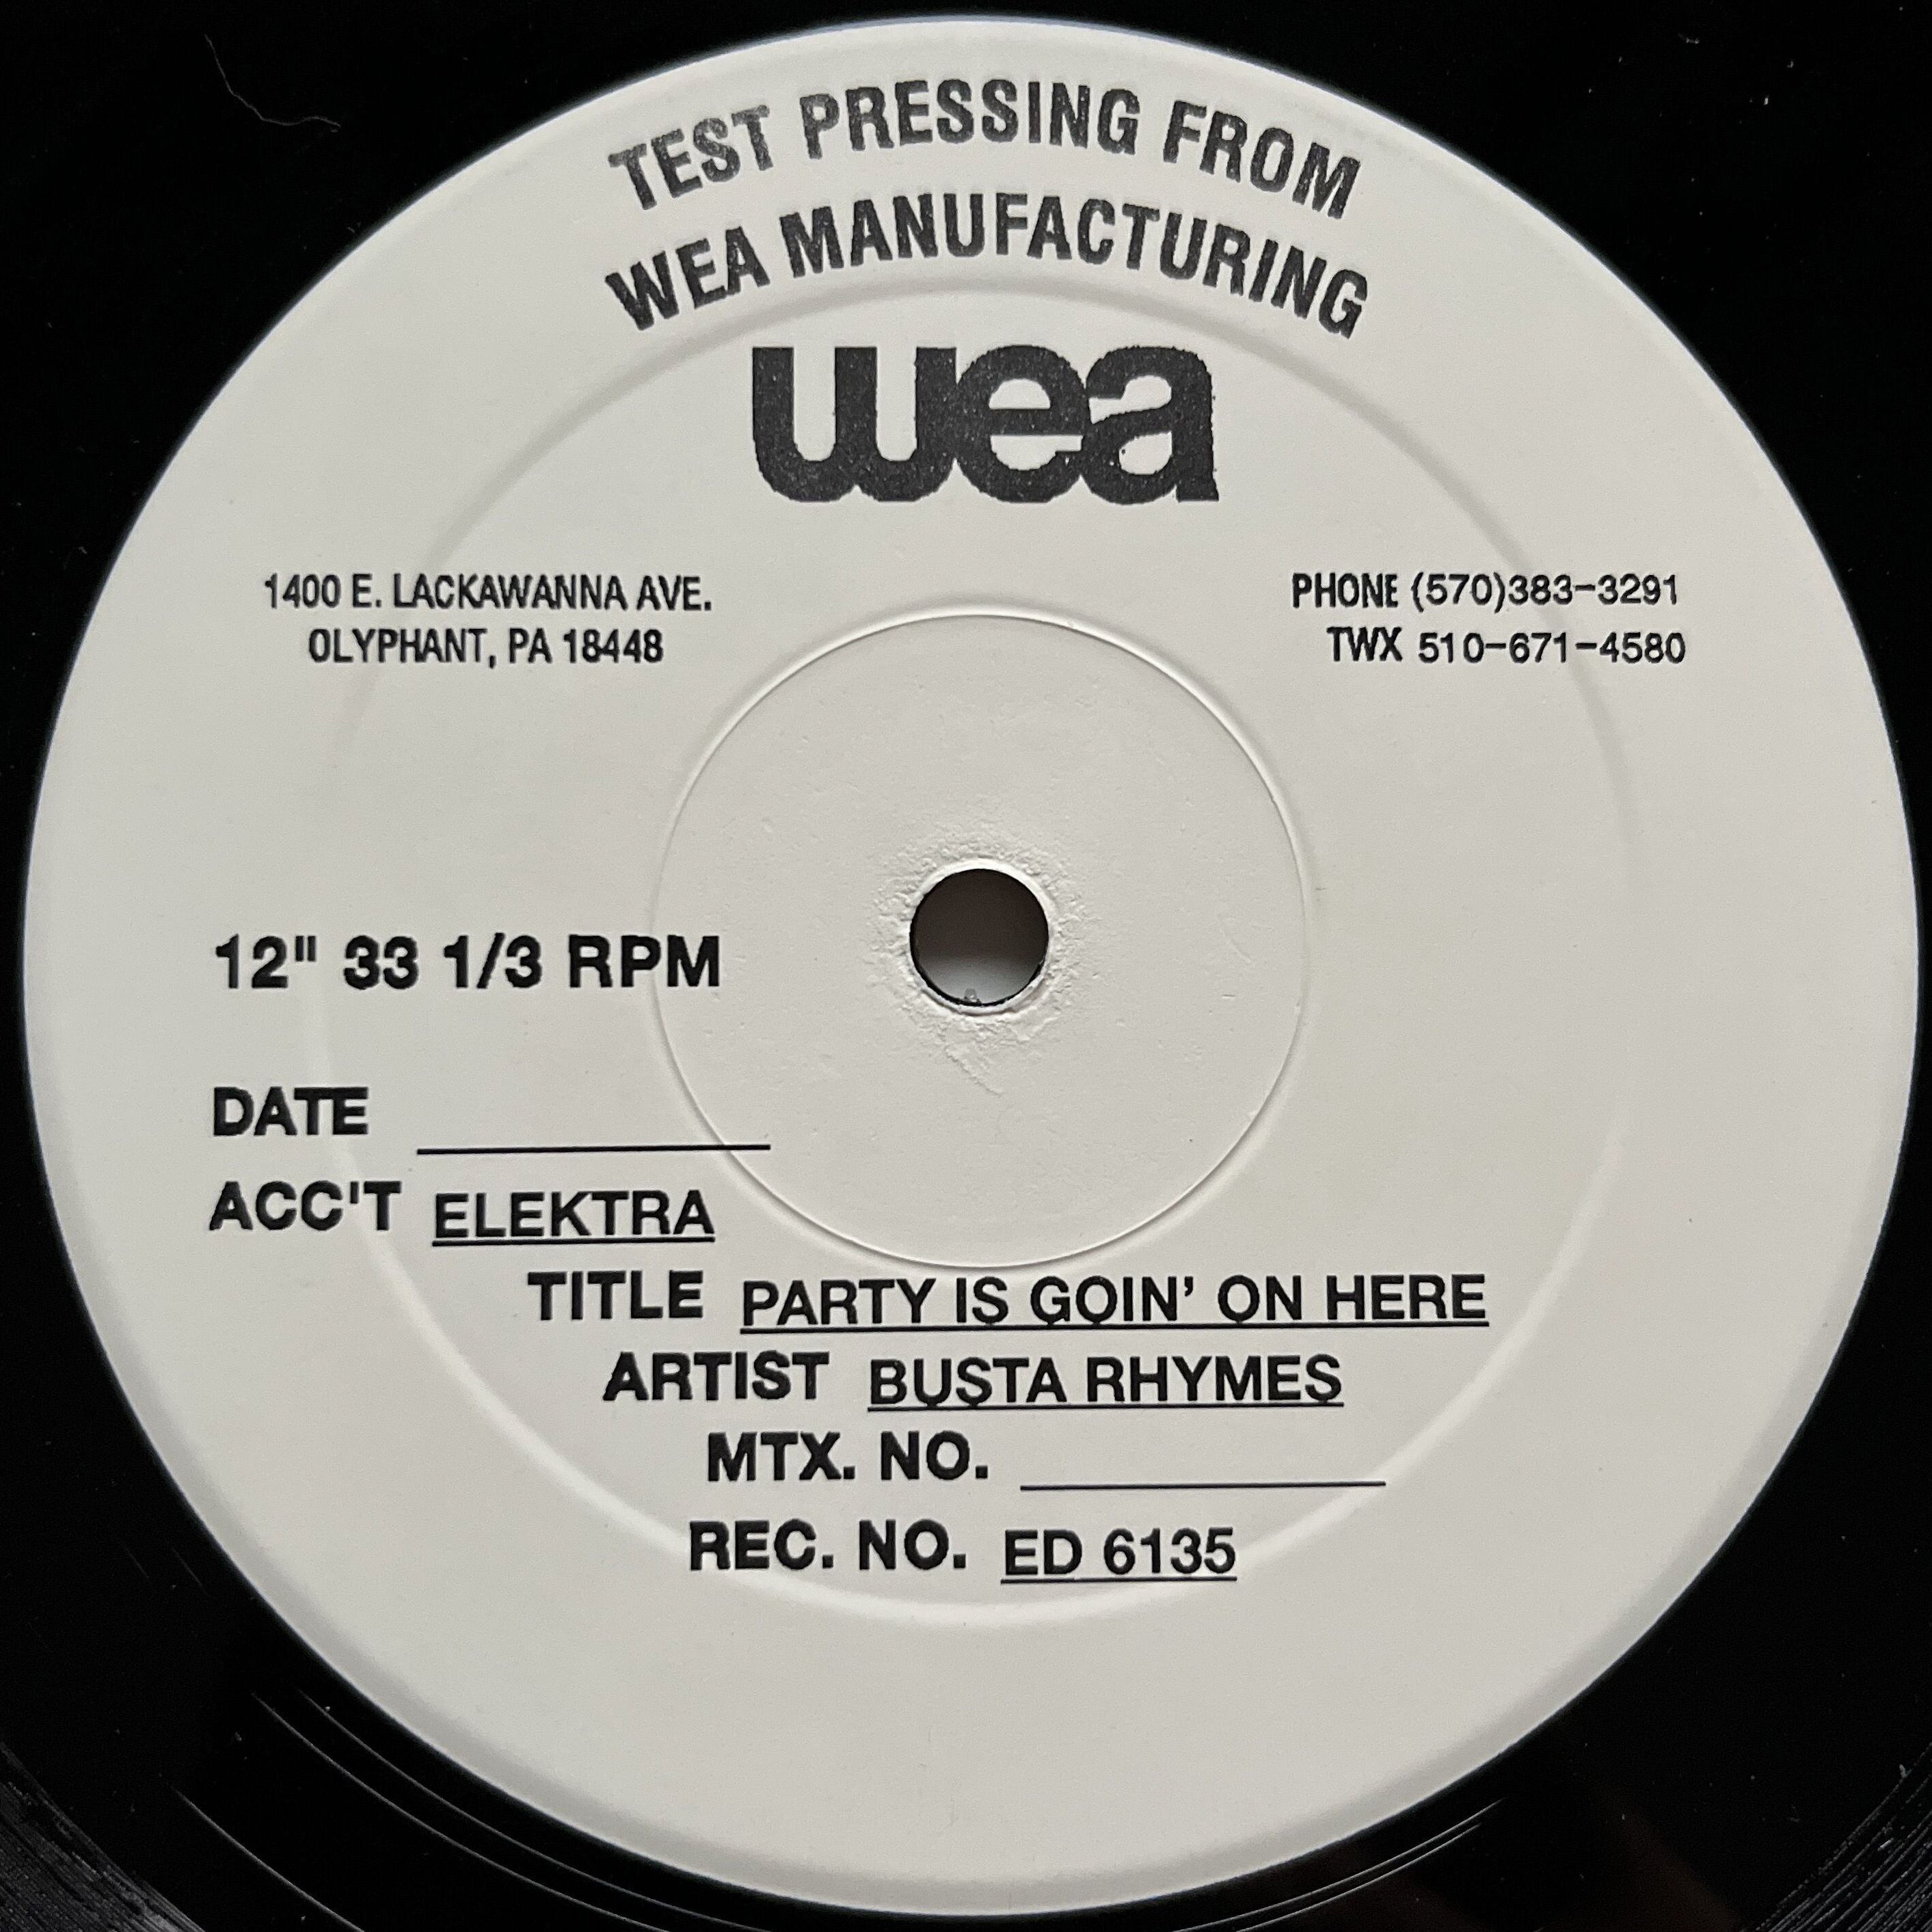 TEST PRESSING FROM
WEA MANUFACTURING
wea
1400 E. LACKAWANNA AVE.
OLYPHANT, PA 18448
PHONE (570)383-3291
TWX 510-671-4580
12" 33 1/3 RPM
DATE
ACC'T ELEKTRA
TITLE PARTY IS GOIN' ON HERE
ARTIST BUSTA RHYMES
MTX. NO.
REC. NO. ED 6135